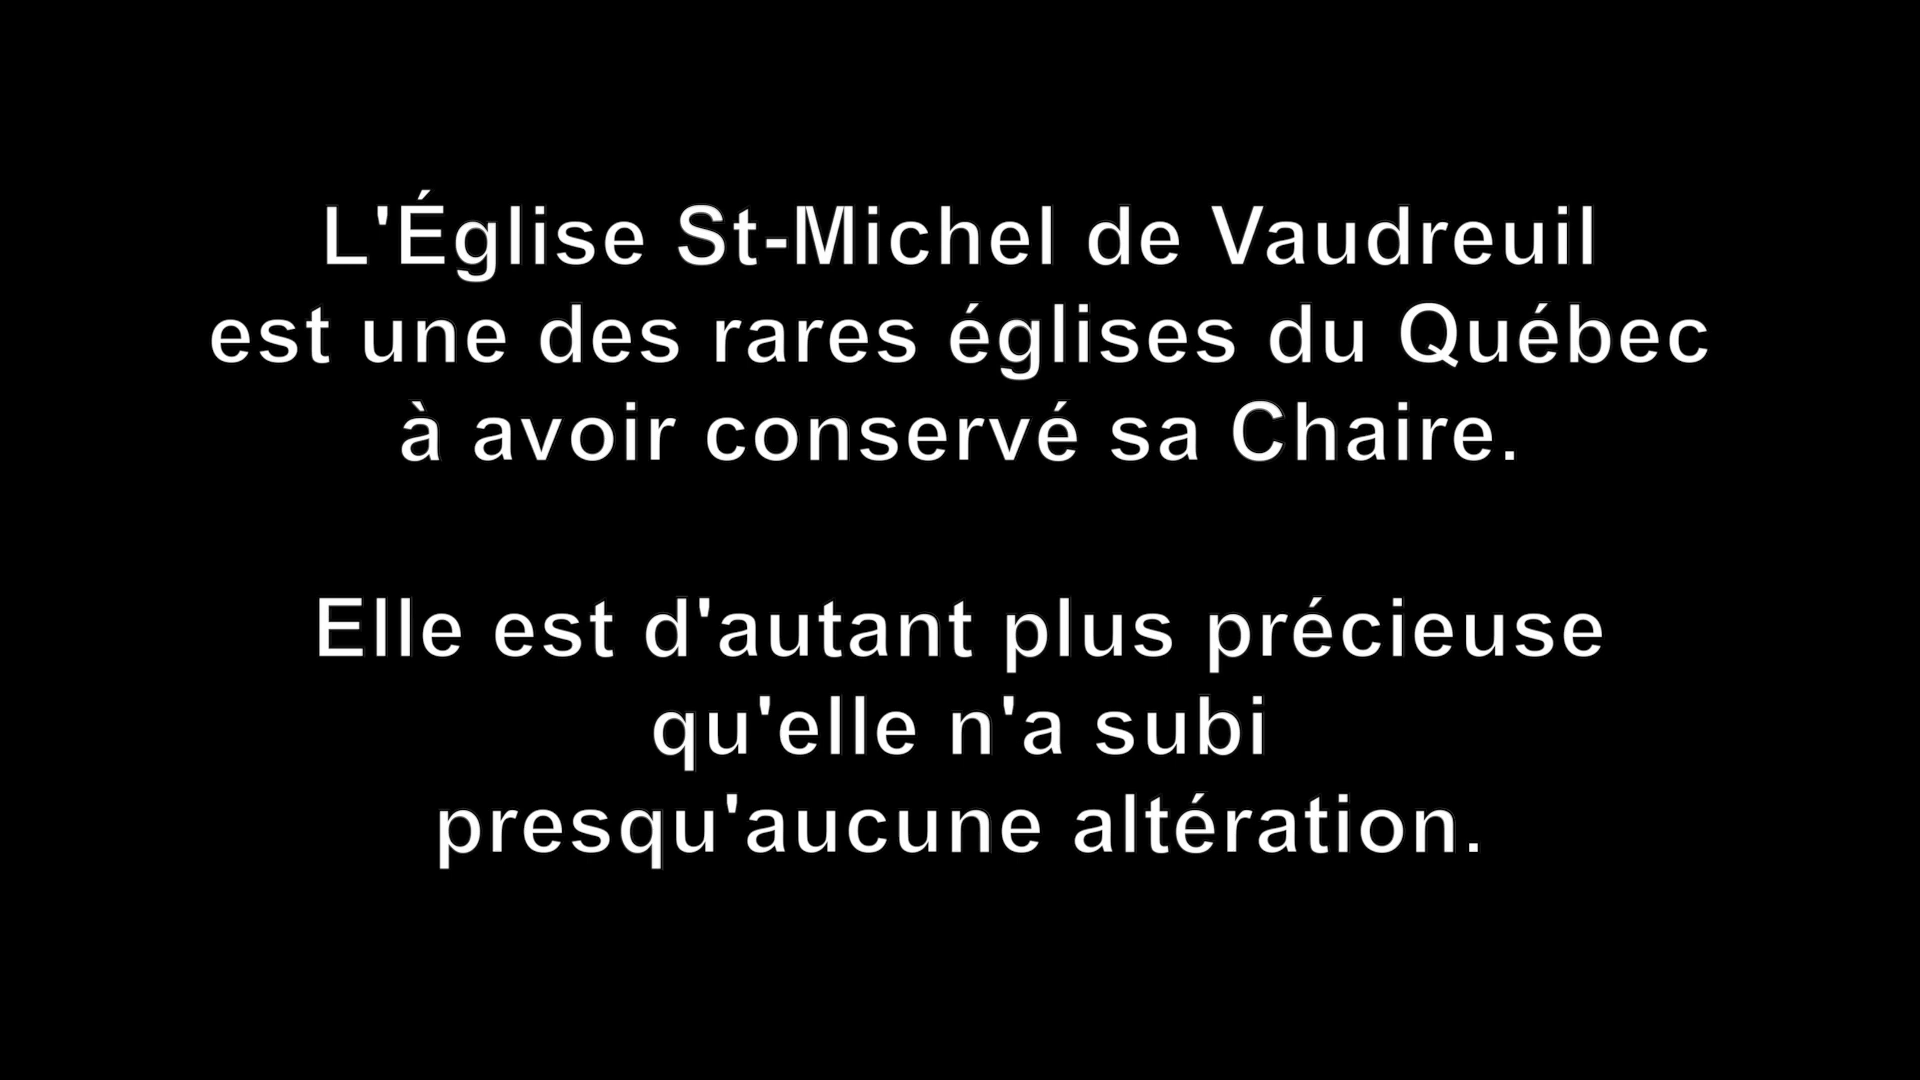 L'Église St-Michel de Vaudreuil
est une des rares églises du Québec
à avoir conservé sa Chaire.
Elle est d'autant plus précieuse
qu'elle n'a subi
presqu'aucune altération.